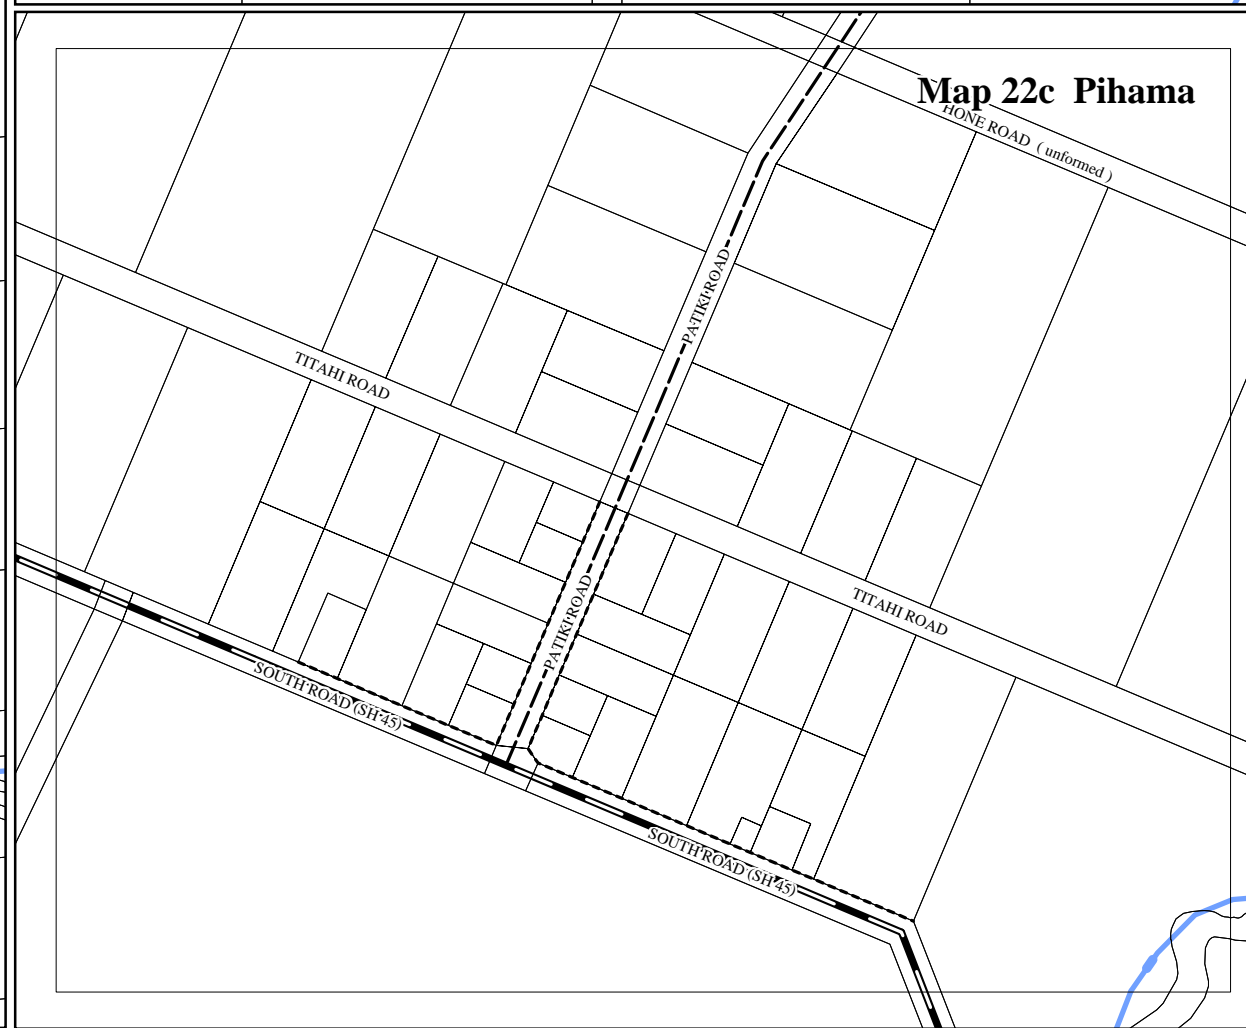 Map 22c Pihama
HONE ROAD ( unformed )
PATIKI ROAD
TITAHI ROAD
PATIKI ROAD
TITAHI ROAD
SOUTH ROAD (SH 45)
SOUTH ROAD (SH 45)